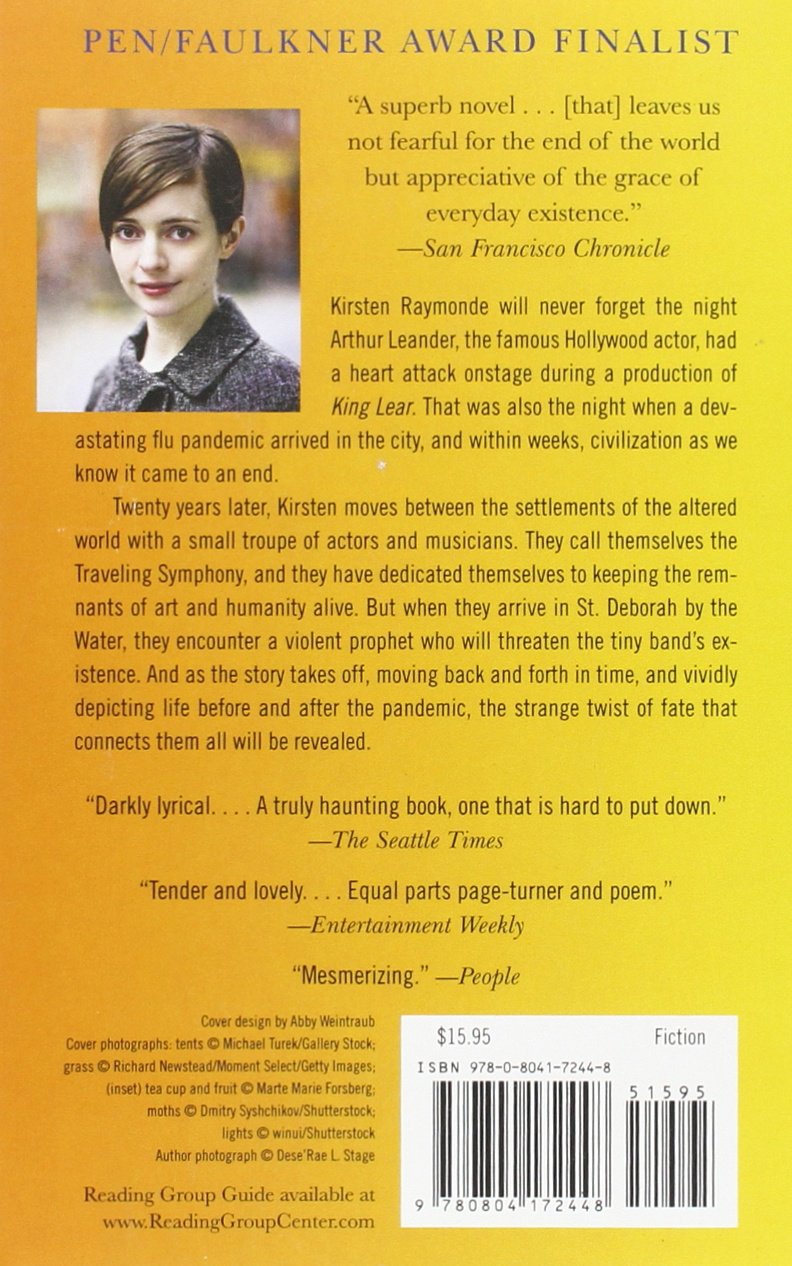 PEN/FAULKNER AWARD FINALIST
“A superb novel . . . [that] leaves us
not fearful for the end of the world
but appreciative of the grace of
everyday existence.”
—San Francisco Chronicle
Kirsten Raymonde will never forget the night
Arthur Leander, the famous Hollywood actor, had
a heart attack onstage during a production of
King Lear. That was also the night when a dev-
astating flu pandemic arrived in the city, and within weeks, civilization as we
know it came to an end.
Twenty years later, Kirsten moves between the settlements of the altered
world with a small troupe of actors and musicians. They call themselves the
Traveling Symphony, and they have dedicated themselves to keeping the rem-
nants of art and humanity alive. But when they arrive in St. Deborah by the
Water, they encounter a violent prophet who will threaten the tiny band’s ex-
istence. And as the story takes off, moving back and forth in time, and vividly
depicting life before and after the pandemic, the strange twist of fate that
connects them all will be revealed.
“Darkly lyrical. . . . A truly haunting book, one that is hard to put down.”
—The Seattle Times
“Tender and lovely. . . . Equal parts page-turner and poem.”
—Entertainment Weekly
“Mesmerizing.” —People
Cover design by Abby Weintraub
Cover photographs: tents © Michael Turek/Gallery Stock;
grass © Richard Newstead/Moment Select/Getty Images;
(inset) tea cup and fruit © Marte Marie Forsberg;
moths © Dmitry Syshchikov/Shutterstock;
lights © winui/Shutterstock
Author photograph © Dese’Rae L. Stage
Reading Group Guide available at
www.ReadingGroupCenter.com
$15.95 Fiction
ISBN 978-0-8041-7244-8
51595
9 780804 172448